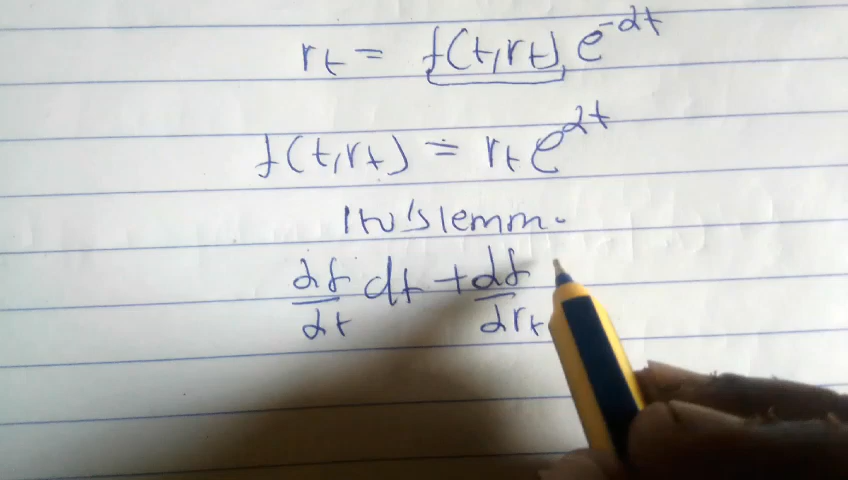 rt = f(t,rt) e^-αt
f(t,rt) = rt e^αt
Ito's lemm
∂f/∂t dt + ∂f/∂rt